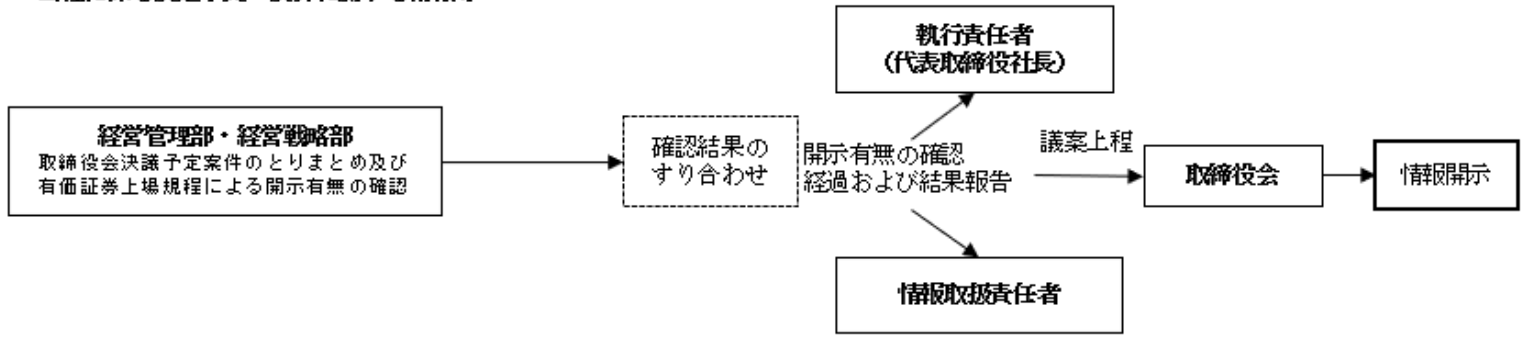 執行責任者
（代表取締役社長）
経営管理部・経営戦略部
取締役会決議予定案件のとりまとめ及び
有価証券上場規程による開示有無の確認
確認結果の
すり合わせ
開示有無の確認
経過および結果報告
議案上程
取締役会
情報開示
情報取扱責任者